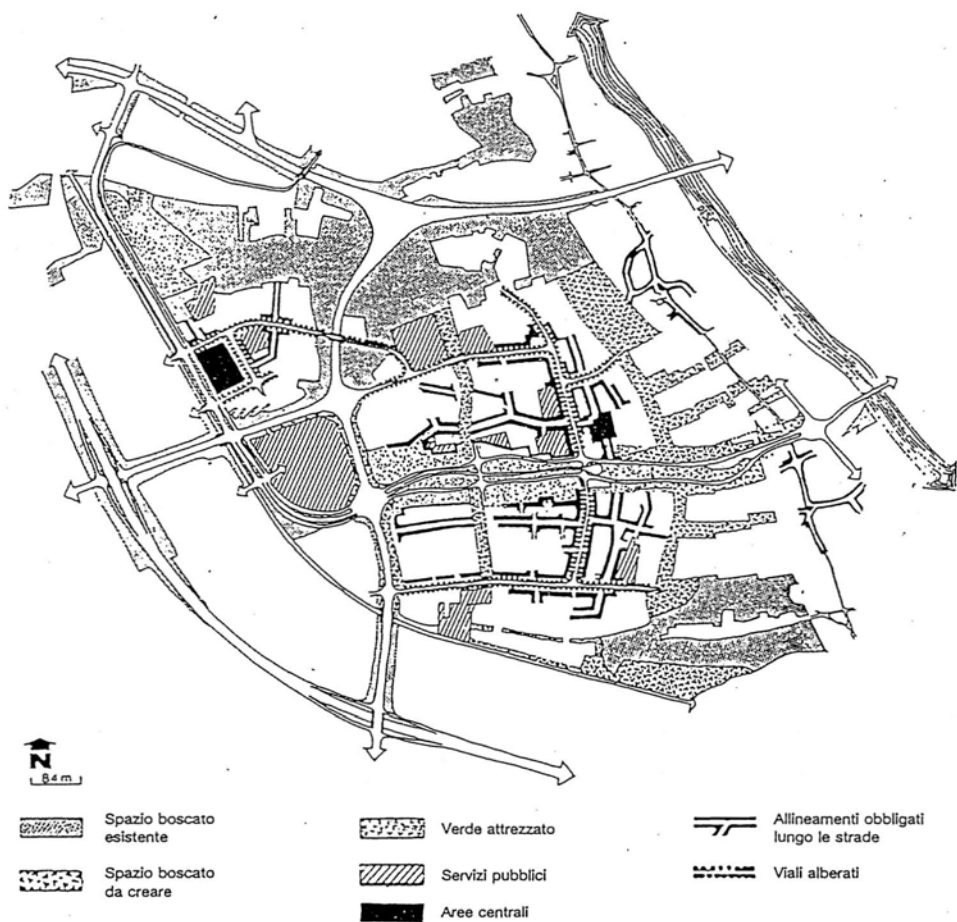 N
84 m
Spazio boscato
esistente
Spazio boscato
da creare
Verde attrezzato
Servizi pubblici
Aree centrali
Allineamenti obbligati
lungo le strade
Viali alberati